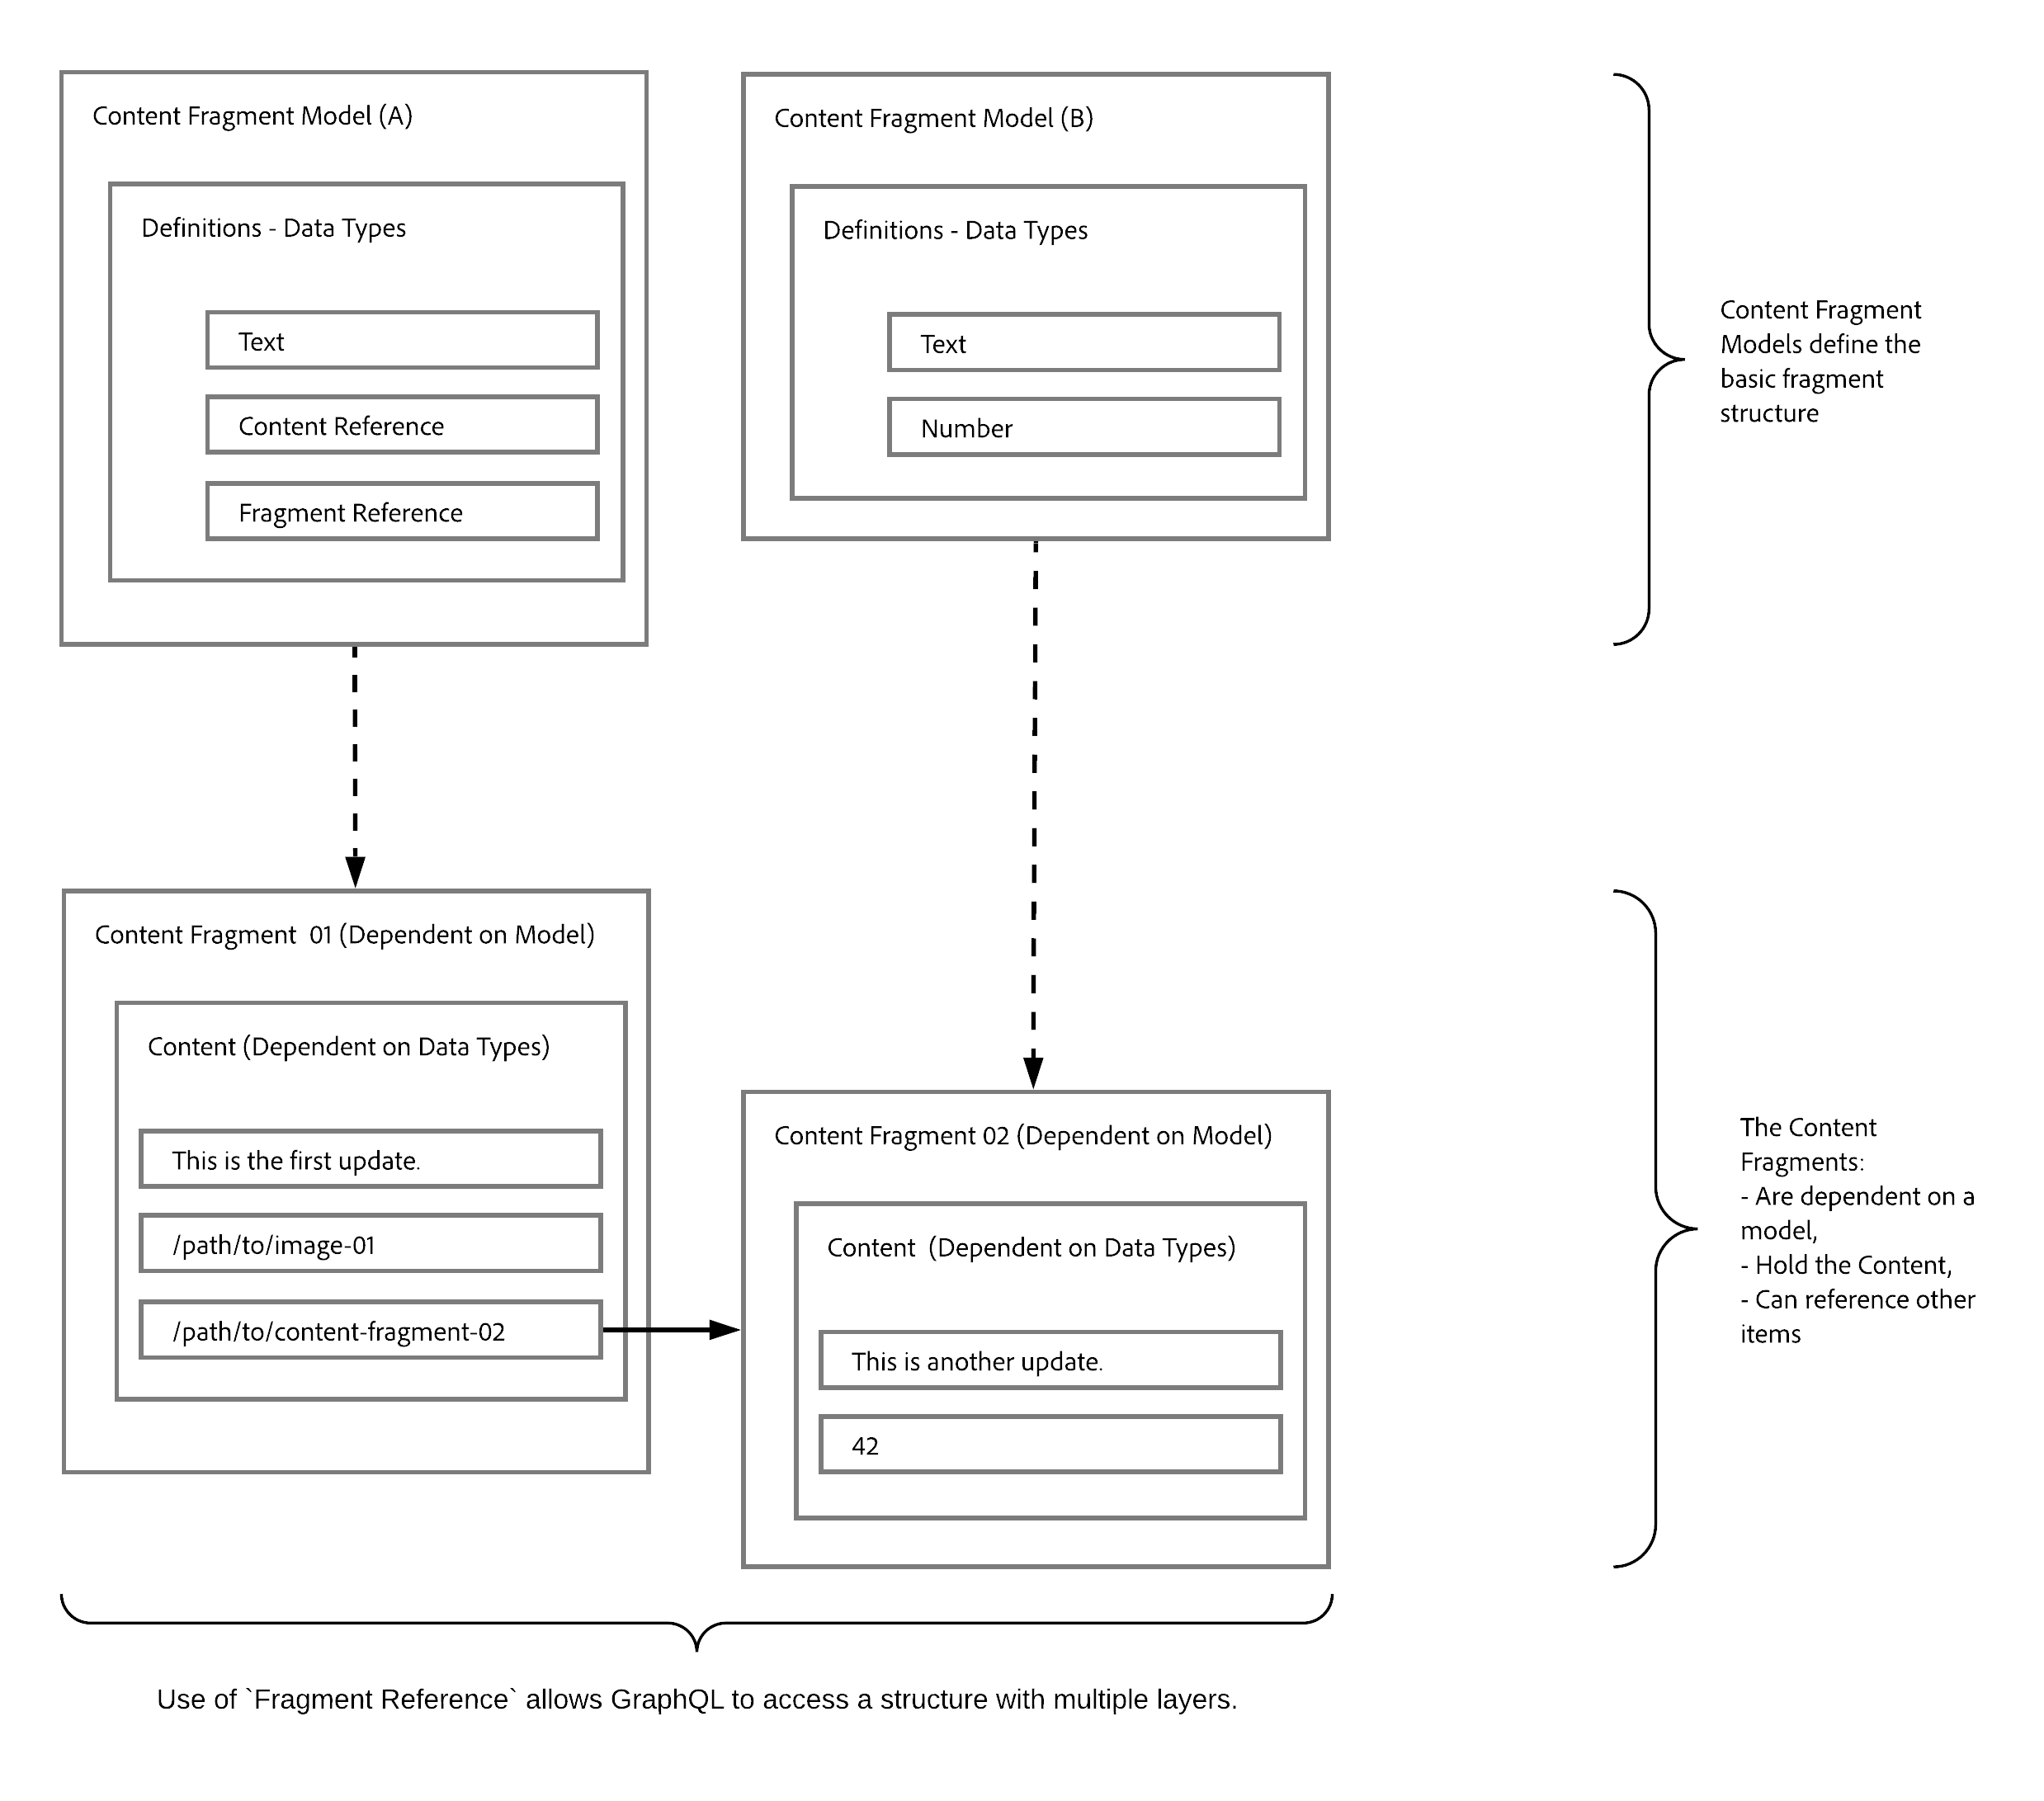 Content Fragment Model (A)
Definitions - Data Types
Text
Content Reference
Fragment Reference
Content Fragment Model (B)
Definitions - Data Types
Text
Number
Content Fragment
Models define the
basic fragment
structure
Content Fragment  01 (Dependent on Model)
Content (Dependent on Data Types)
This is the first update.
/path/to/image-01
/path/to/content-fragment-02
Content Fragment 02 (Dependent on Model)
Content  (Dependent on Data Types)
This is another update.
42
The Content
Fragments:
- Are dependent on a
model,
- Hold the Content,
- Can reference other
items
Use of `Fragment Reference` allows GraphQL to access a structure with multiple layers.